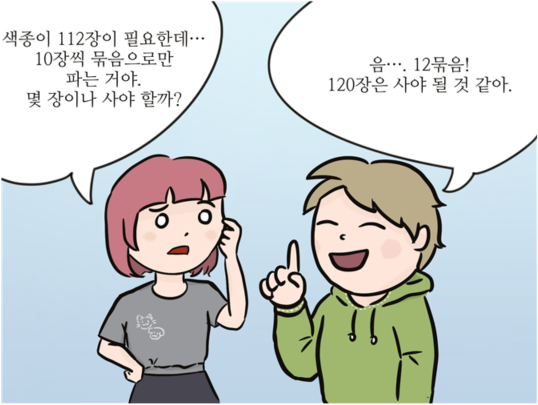 색종이 112장이 필요한데…
10장씩 묶음으로만
파는 거야.
몇 장이나 사야 할까?
음…. 12묶음!
120장은 사야 될 것 같아.